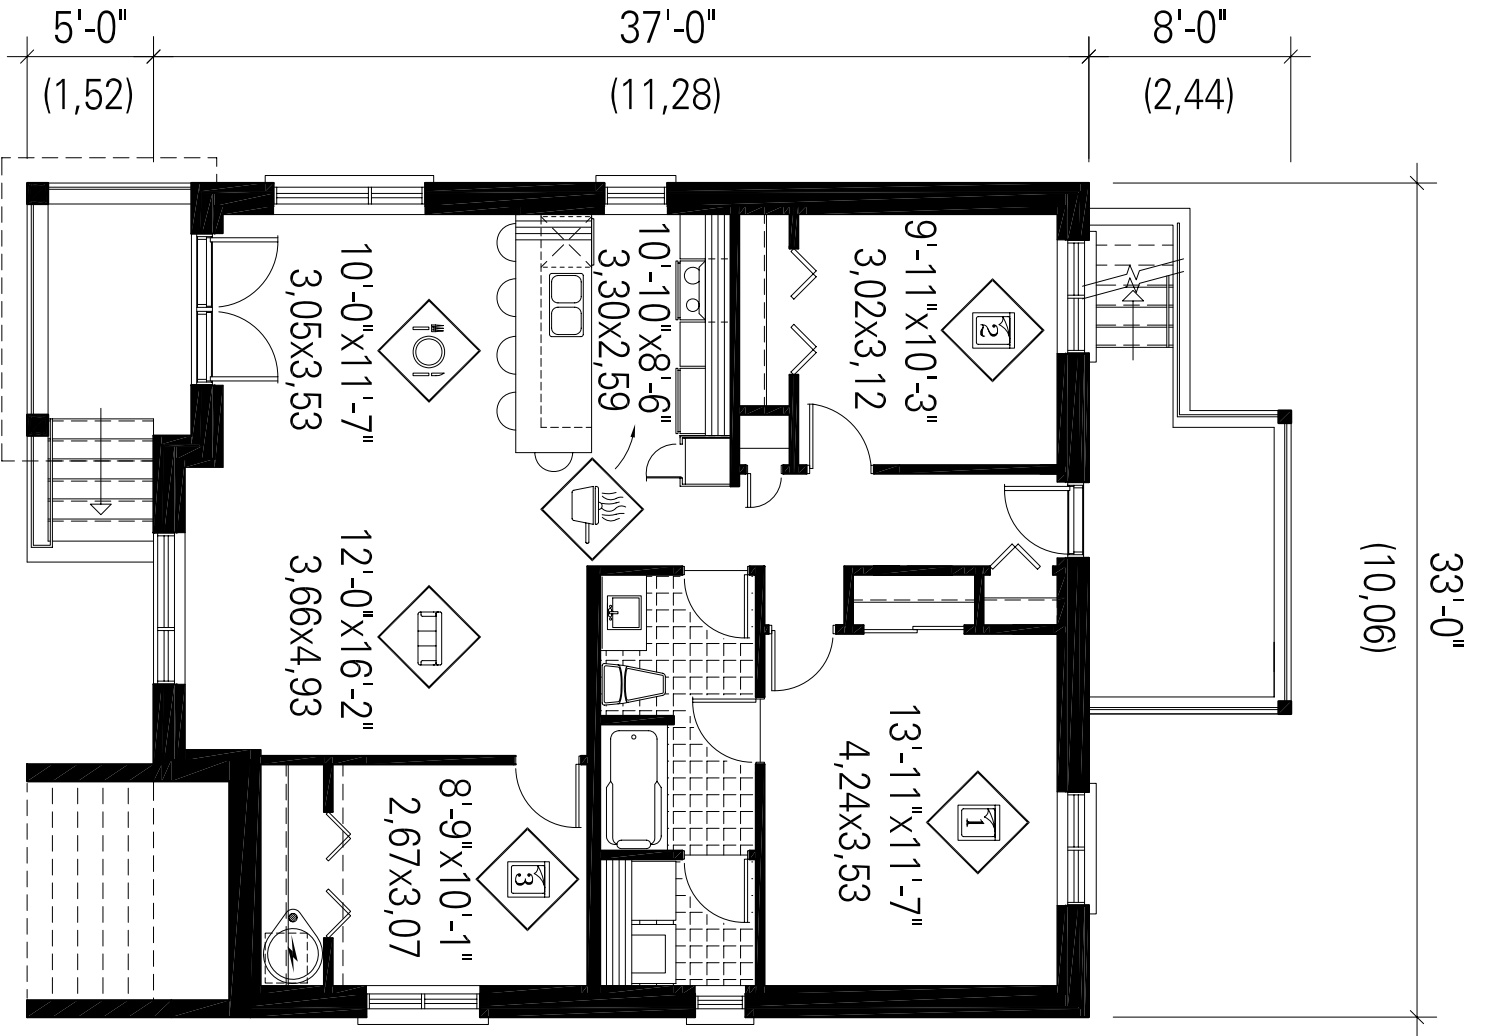 5'-0"
(1,52)
37'-0"
(11,28)
8'-0"
(2,44)
33'-0"
(10,06)
10'-0"x11'-7"
3,05x3,53
10'-10"x8'-6"
3,30x2,59
9'-11"x10'-3"
3,02x3,12
2
12'-0"x16'-2"
3,66x4,93
13'-11"x11'-7"
4,24x3,53
1
8'-9"x10'-1"
2,67x3,07
3